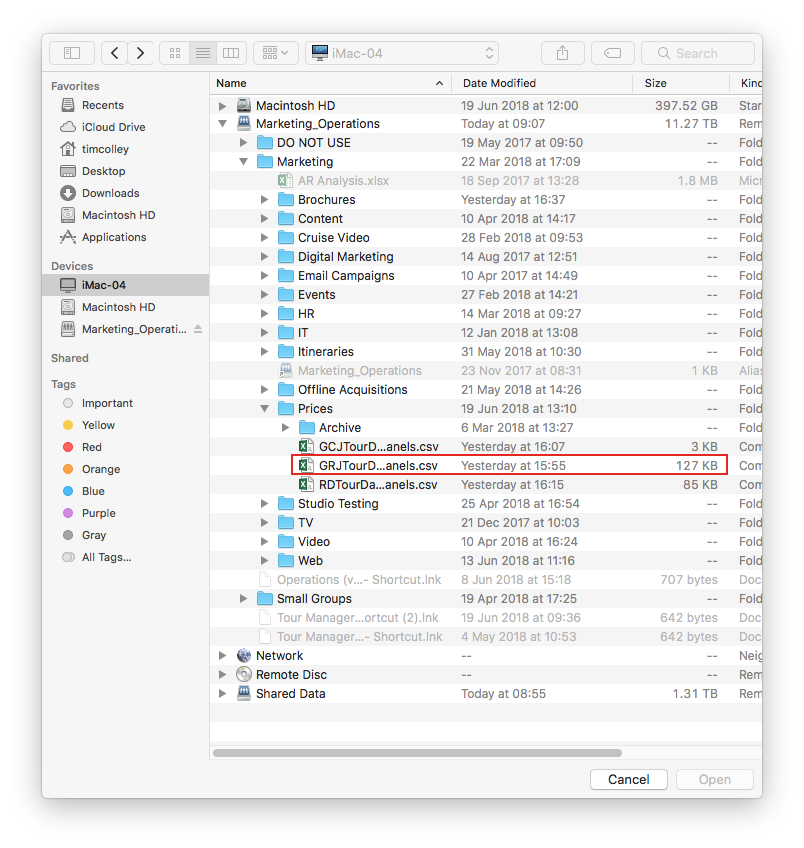 iMac-04
Search
Favorites
Recents
iCloud Drive
timcolley
Desktop
Downloads
Macintosh HD
Applications
Devices
iMac-04
Macintosh HD
Marketing_Operati...
Shared
Tags
Important
Yellow
Red
Orange
Blue
Purple
Gray
All Tags...
Name Date Modified Size Kind
Macintosh HD 19 Jun 2018 at 12:00 397.52 GB Star
Marketing_Operations Today at 09:07 11.27 TB Rem
DO NOT USE 19 May 2017 at 09:50 -- Fold
Marketing 22 Mar 2018 at 17:09 -- Fold
AR Analysis.xlsx 18 Sep 2017 at 13:28 1.8 MB Micr
Brochures Yesterday at 16:37 -- Fold
Content 10 Apr 2018 at 14:17 -- Fold
Cruise Video 28 Feb 2018 at 09:53 -- Fold
Digital Marketing 14 Aug 2017 at 12:51 -- Fold
Email Campaigns 10 Apr 2017 at 14:49 -- Fold
Events 27 Feb 2018 at 14:21 -- Fold
HR 14 Mar 2018 at 09:27 -- Fold
IT 12 Jan 2018 at 13:08 -- Fold
Itineraries 31 May 2018 at 10:30 -- Fold
Marketing_Operations 23 Nov 2017 at 08:31 1 KB Alias
Offline Acquisitions 21 May 2018 at 14:26 -- Fold
Prices 19 Jun 2018 at 13:10 -- Fold
Archive 6 Mar 2018 at 13:27 -- Fold
GCJTourD...anels.csv Yesterday at 16:07 3 KB Com
GRJTourD...anels.csv Yesterday at 15:55 127 KB Com
RDTourDa...anels.csv Yesterday at 16:15 85 KB Com
Studio Testing 25 Apr 2018 at 16:54 -- Fold
TV 21 Dec 2017 at 10:03 -- Fold
Video 10 Apr 2018 at 16:24 -- Fold
Web 13 Jun 2018 at 11:16 -- Fold
Operations (v...- Shortcut.lnk 8 Jun 2018 at 15:18 707 bytes Doc
Small Groups 19 Apr 2018 at 17:25 -- Fold
Tour Manager...ortcut (2).lnk 19 Jun 2018 at 09:36 642 bytes Doc
Tour Manager...- Shortcut.lnk 4 May 2018 at 10:53 642 bytes Doc
Network -- -- Neig
Remote Disc -- -- Rem
Shared Data Today at 08:55 1.31 TB Rem
Cancel
Open